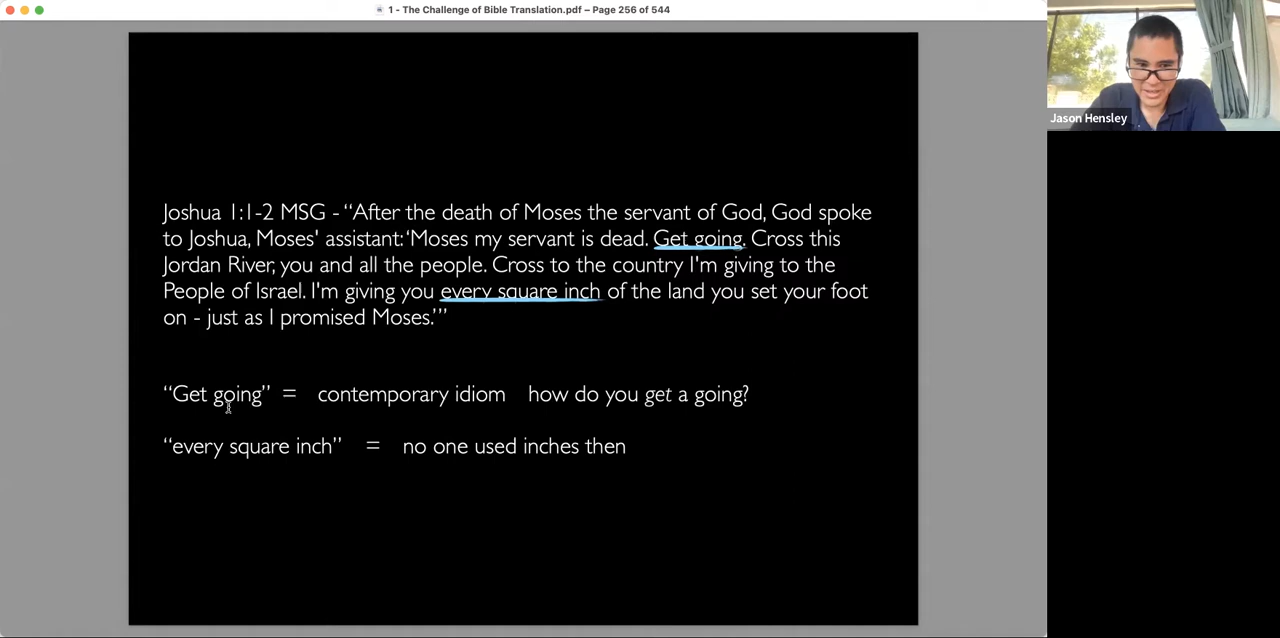 1 - The Challenge of Bible Translation.pdf – Page 256 of 544
Jason Hensley
Joshua 1:1-2 MSG - “After the death of Moses the servant of God, God spoke
to Joshua, Moses' assistant: ‘Moses my servant is dead. Get going. Cross this
Jordan River, you and all the people. Cross to the country I'm giving to the
People of Israel. I'm giving you every square inch of the land you set your foot
on - just as I promised Moses.’”
“Get going” = contemporary idiom how do you get a going?
“every square inch” = no one used inches then